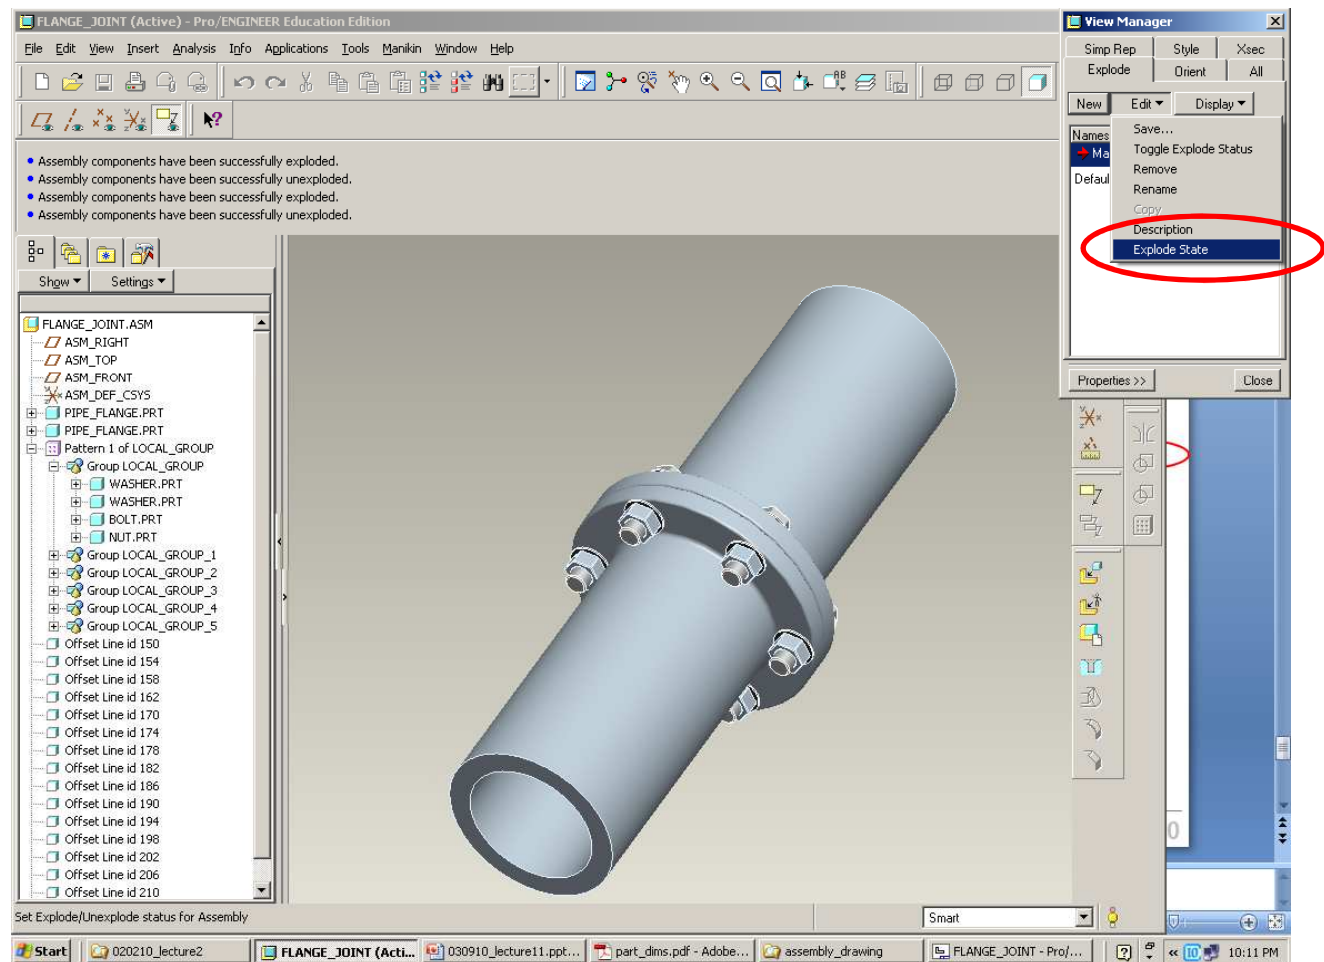 FLANGE_JOINT (Active) - Pro/ENGINEER Education Edition
File Edit View Insert Analysis Info Applications Tools Manikin Window Help
Assembly components have been successfully exploded.
Assembly components have been successfully unexploded.
Assembly components have been successfully exploded.
Assembly components have been successfully unexploded.
Show Settings
FLANGE_JOINT.ASM
ASM_RIGHT
ASM_TOP
ASM_FRONT
ASM_DEF_CSYS
PIPE_FLANGE.PRT
PIPE_FLANGE.PRT
Pattern 1 of LOCAL_GROUP
Group LOCAL_GROUP
WASHER.PRT
WASHER.PRT
BOLT.PRT
NUT.PRT
Group LOCAL_GROUP_1
Group LOCAL_GROUP_2
Group LOCAL_GROUP_3
Group LOCAL_GROUP_4
Group LOCAL_GROUP_5
Offset Line id 150
Offset Line id 154
Offset Line id 158
Offset Line id 162
Offset Line id 170
Offset Line id 174
Offset Line id 178
Offset Line id 182
Offset Line id 186
Offset Line id 190
Offset Line id 194
Offset Line id 198
Offset Line id 202
Offset Line id 206
Offset Line id 210
View Manager
Simp Rep Style Xsec
Explode Orient All
New Edit Display
Names
Ma
Defaul
Save...
Toggle Explode Status
Remove
Rename
Copy
Description
Explode State
Properties >> Close
0
Set Explode/Unexplode status for Assembly
Smart
Start 020210_lecture2 FLANGE_JOINT (Acti... 030910_lecture11.ppt... part_dims.pdf - Adobe... assembly_drawing FLANGE_JOINT - Pro/... 10:11 PM